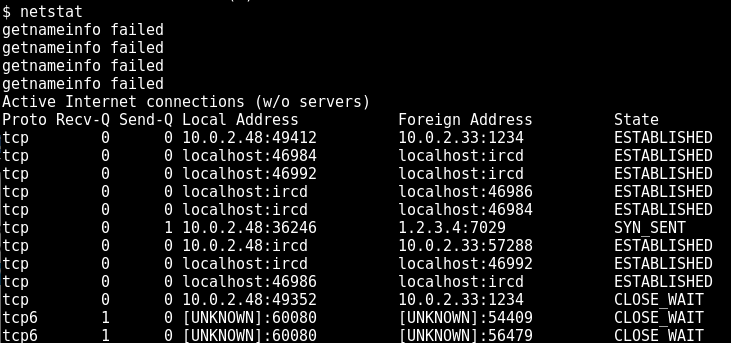 $ netstat
getnameinfo failed
getnameinfo failed
getnameinfo failed
getnameinfo failed
Active Internet connections (w/o servers)
Proto Recv-Q Send-Q Local Address Foreign Address State
tcp 0 0 10.0.2.48:49412 10.0.2.33:1234 ESTABLISHED
tcp 0 0 localhost:46984 localhost:ircd ESTABLISHED
tcp 0 0 localhost:46992 localhost:ircd ESTABLISHED
tcp 0 0 localhost:ircd localhost:46986 ESTABLISHED
tcp 0 0 localhost:ircd localhost:46984 ESTABLISHED
tcp 0 1 10.0.2.48:36246 1.2.3.4:7029 SYN_SENT
tcp 0 0 10.0.2.48:ircd 10.0.2.33:57288 ESTABLISHED
tcp 0 0 localhost:ircd localhost:46992 ESTABLISHED
tcp 0 0 localhost:46986 localhost:ircd ESTABLISHED
tcp 0 0 10.0.2.48:49352 10.0.2.33:1234 CLOSE_WAIT
tcp6 1 0 [UNKNOWN]:60080 [UNKNOWN]:54409 CLOSE_WAIT
tcp6 1 0 [UNKNOWN]:60080 [UNKNOWN]:56479 CLOSE_WAIT